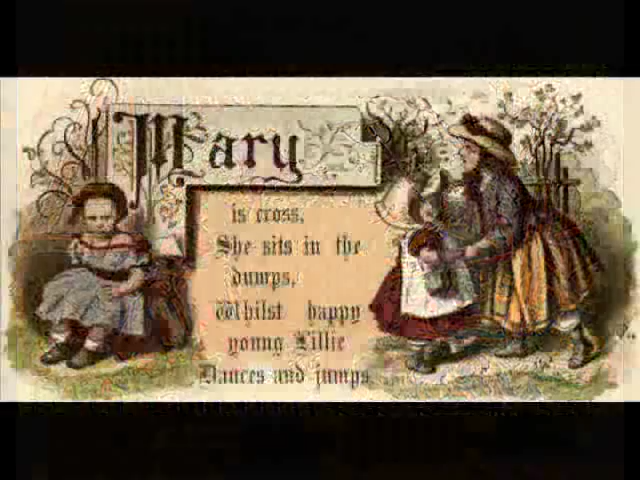 Mary
is cross,
She sits in the
dumps,
Whilst happy
young Lillie
Dances and jumps.